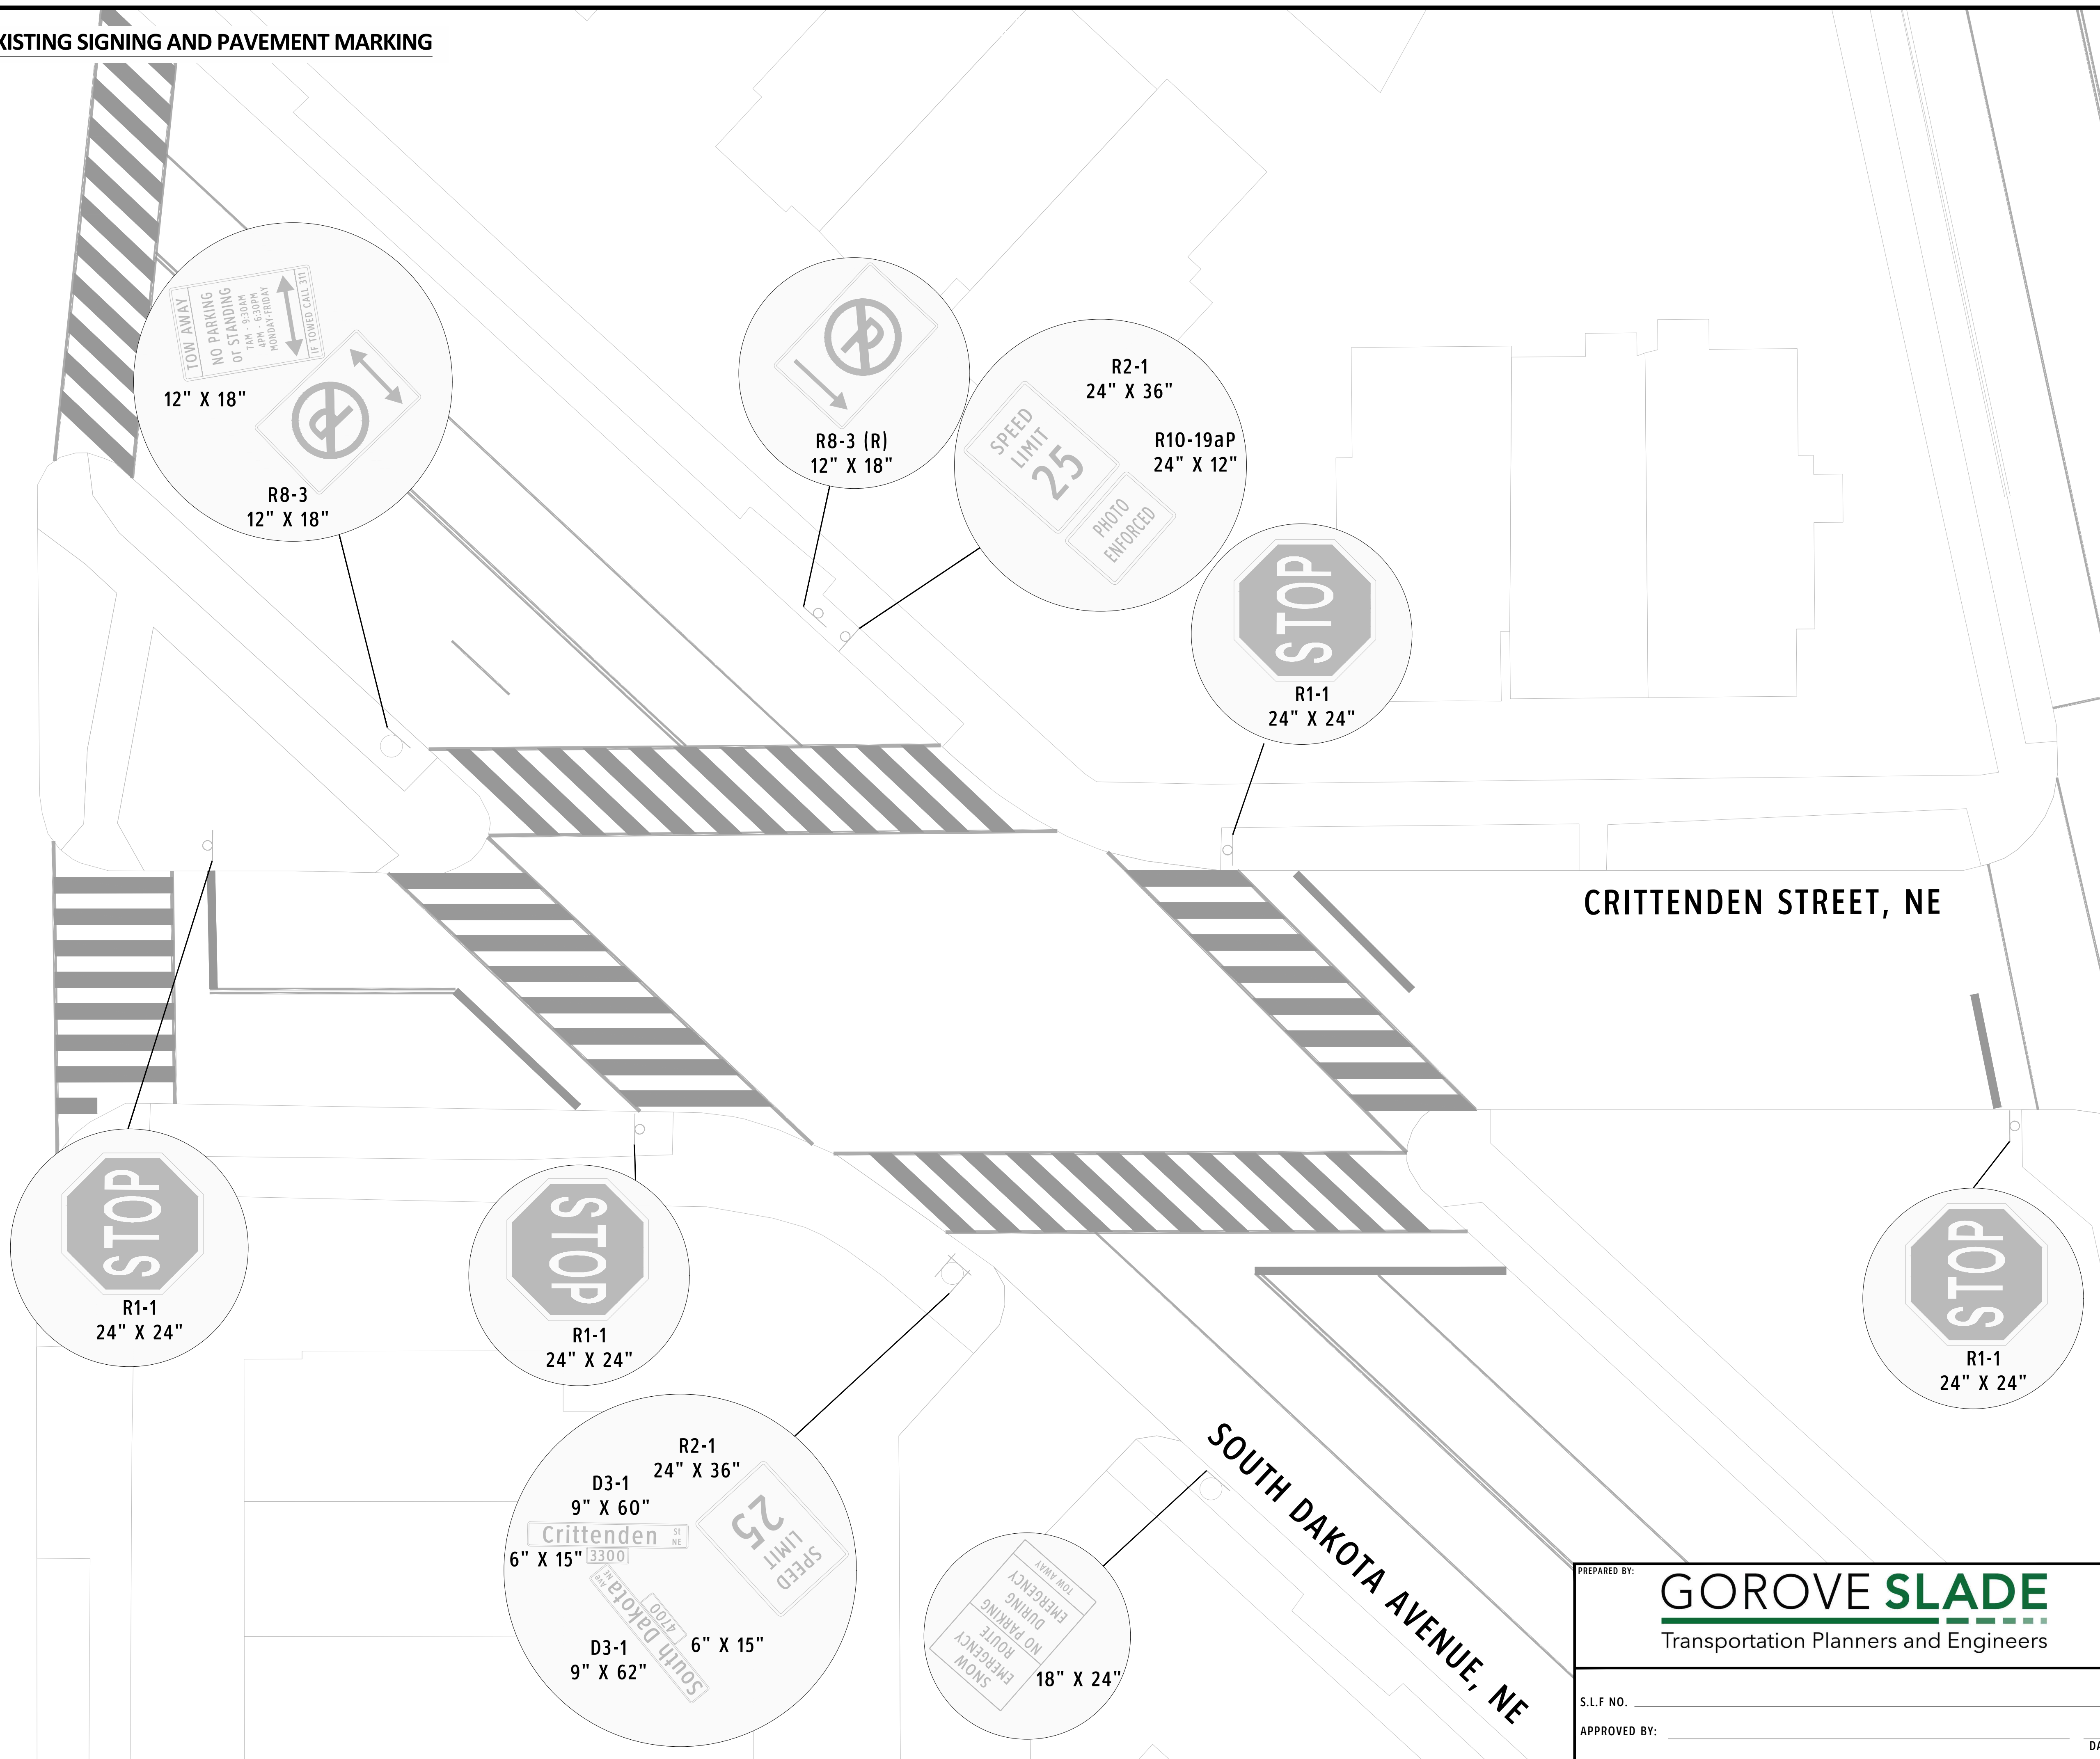 XISTING SIGNING AND PAVEMENT MARKING
TOW AWAY
NO PARKING
or STANDING
7AM - 9:30AM
4PM - 6:30PM
MONDAY-FRIDAY
IF TOWED CALL 311
12" X 18"
P
R8-3
12" X 18"
P
R8-3 (R)
12" X 18"
R2-1
24" X 36"
SPEED
LIMIT
25
R10-19aP
24" X 12"
PHOTO
ENFORCED
STOP
R1-1
24" X 24"
CRITTENDEN STREET, NE
STOP
R1-1
24" X 24"
STOP
R1-1
24" X 24"
STOP
R1-1
24" X 24"
R2-1
24" X 36"
SPEED
LIMIT
25
D3-1
9" X 60"
Crittenden St NE
6" X 15" 3300
South Dakota Ave NE
4700
6" X 15"
D3-1
9" X 62"
SNOW
EMERGENCY
ROUTE
NO PARKING
DURING
EMERGENCY
TOW AWAY
18" X 24"
SOUTH DAKOTA AVENUE, NE
PREPARED BY:
GOROVE SLADE
Transportation Planners and Engineers
S.L.F NO.
APPROVED BY:
DA